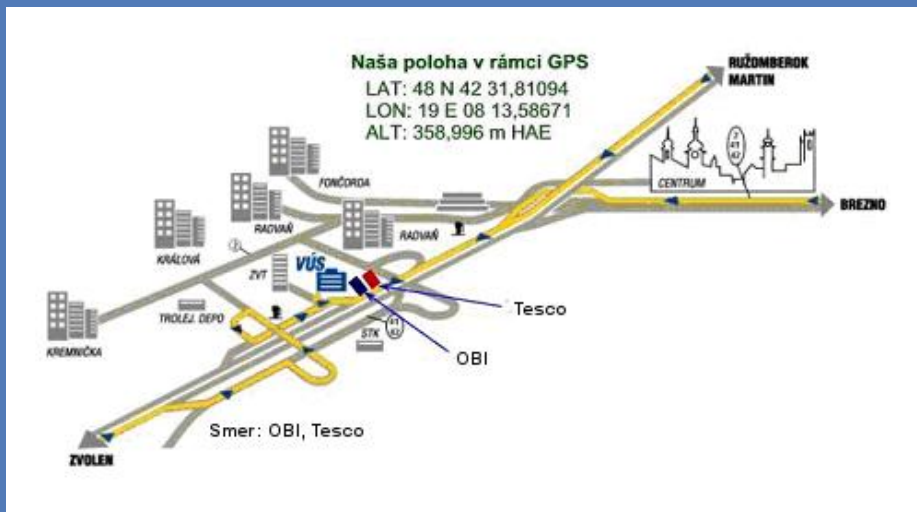 Naša poloha v rámci GPS
LAT: 48 N 42 31,81094
LON: 19 E 08 13,58671
ALT: 358,996 m HAE
RUŽOMBEROK
MARTIN
FONČORDA
CENTRUM
BREZNO
RADVAŇ
RADVAŇ
KRÁLOVÁ
ZVT
VÚS
Tesco
TROLEJ. DEPO
STK
KREMNIČKA
OBI
Smer: OBI, Tesco
ZVOLEN